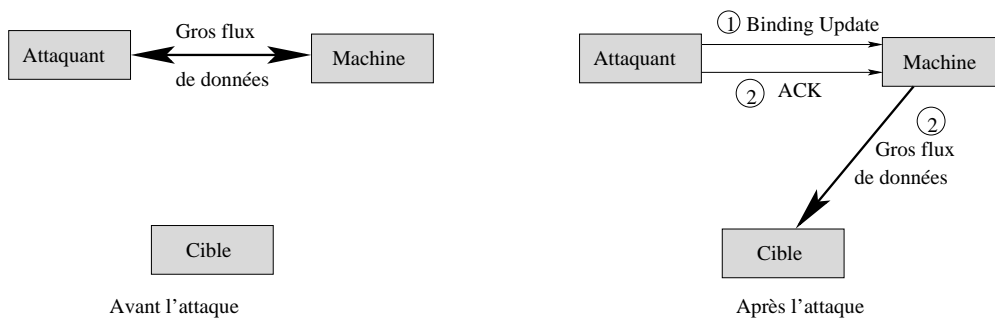 Gros flux
Attaquant
Machine
de données
Cible
Avant l'attaque
1 Binding Update
Attaquant
Machine
2 ACK
2
Gros flux
de données
Cible
Après l'attaque